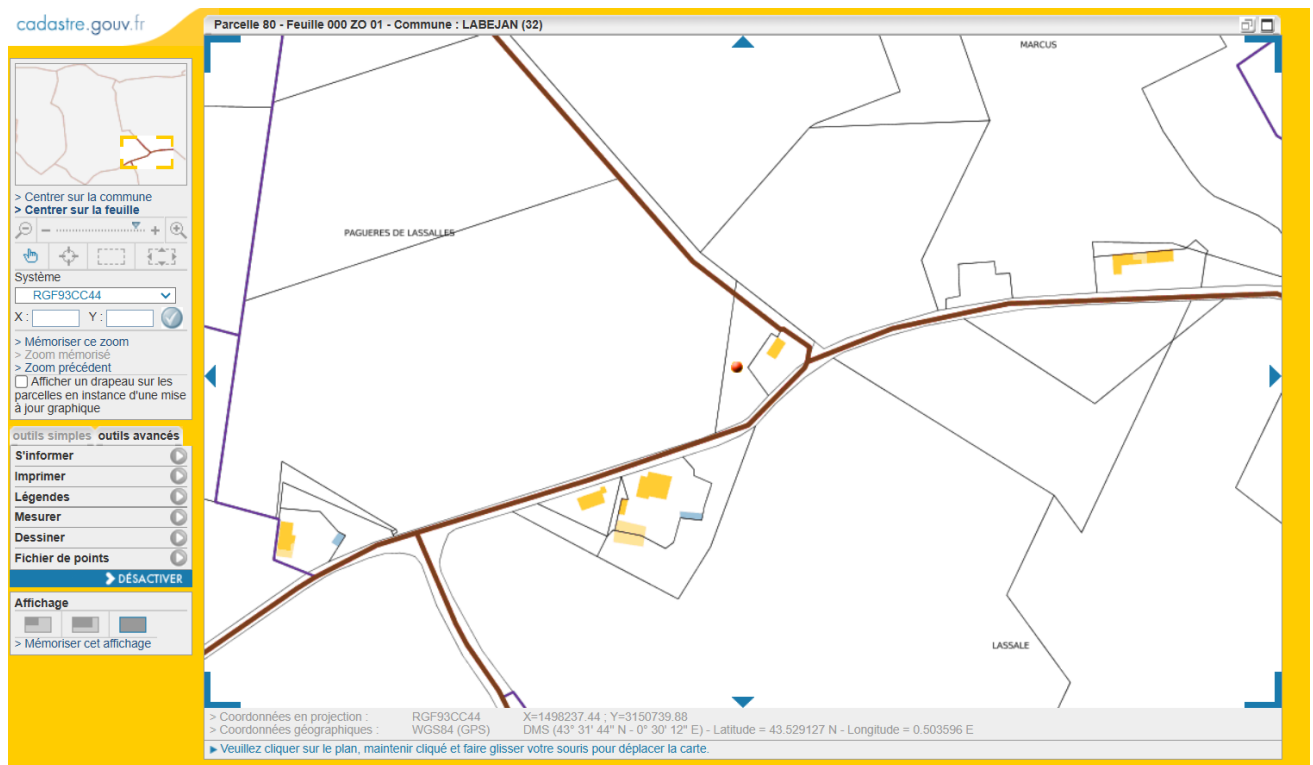 cadastre.gouv.fr
Parcelle 80 - Feuille 000 ZO 01 - Commune : LABEJAN (32)
> Centrer sur la commune
> Centrer sur la feuille
Système
RGF93CC44
X : Y :
> Mémoriser ce zoom
> Zoom mémorisé
> Zoom précédent
Afficher un drapeau sur les
parcelles en instance d'une mise
à jour graphique
outils simples outils avancés
S'informer
Imprimer
Légendes
Mesurer
Dessiner
Fichier de points
DÉSACTIVER
Affichage
> Mémoriser cet affichage
MARCUS
PAGUERES DE LASSALLES
LASSALE
> Coordonnées en projection : RGF93CC44 X=1498237.44 ; Y=3150739.88
> Coordonnées géographiques : WGS84 (GPS) DMS (43° 31' 44" N - 0° 30' 12" E) - Latitude = 43.529127 N - Longitude = 0.503596 E
Veuillez cliquer sur le plan, maintenir cliqué et faire glisser votre souris pour déplacer la carte.